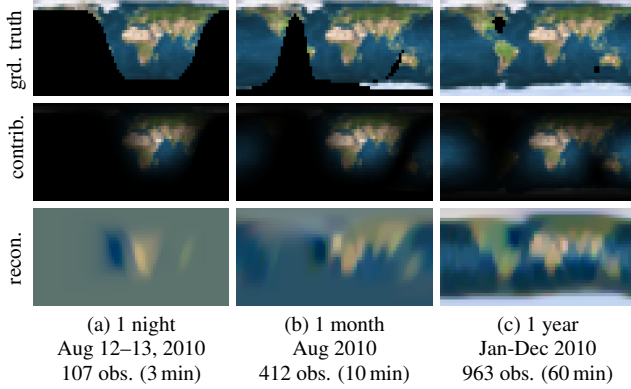 grd. truth
contrib.
recon.
(a) 1 night
Aug 12–13, 2010
107 obs. (3 min)
(b) 1 month
Aug 2010
412 obs. (10 min)
(c) 1 year
Jan-Dec 2010
963 obs. (60 min)